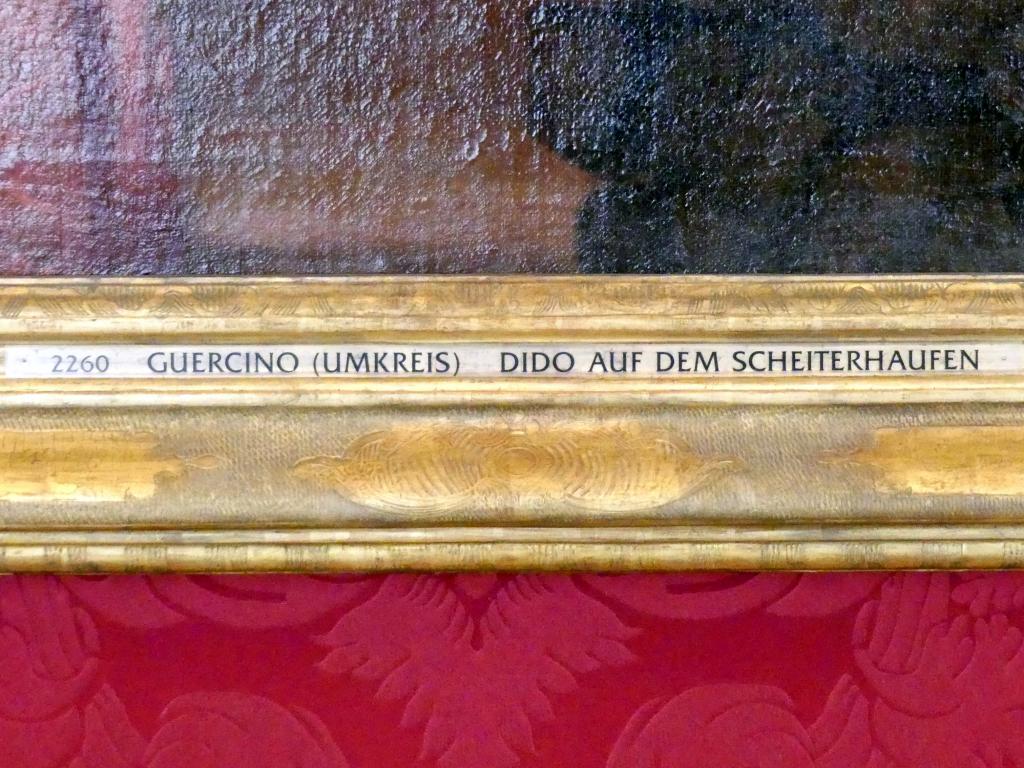 2260 GUERCINO (UMKREIS) DIDO AUF DEM SCHEITERHAUFEN